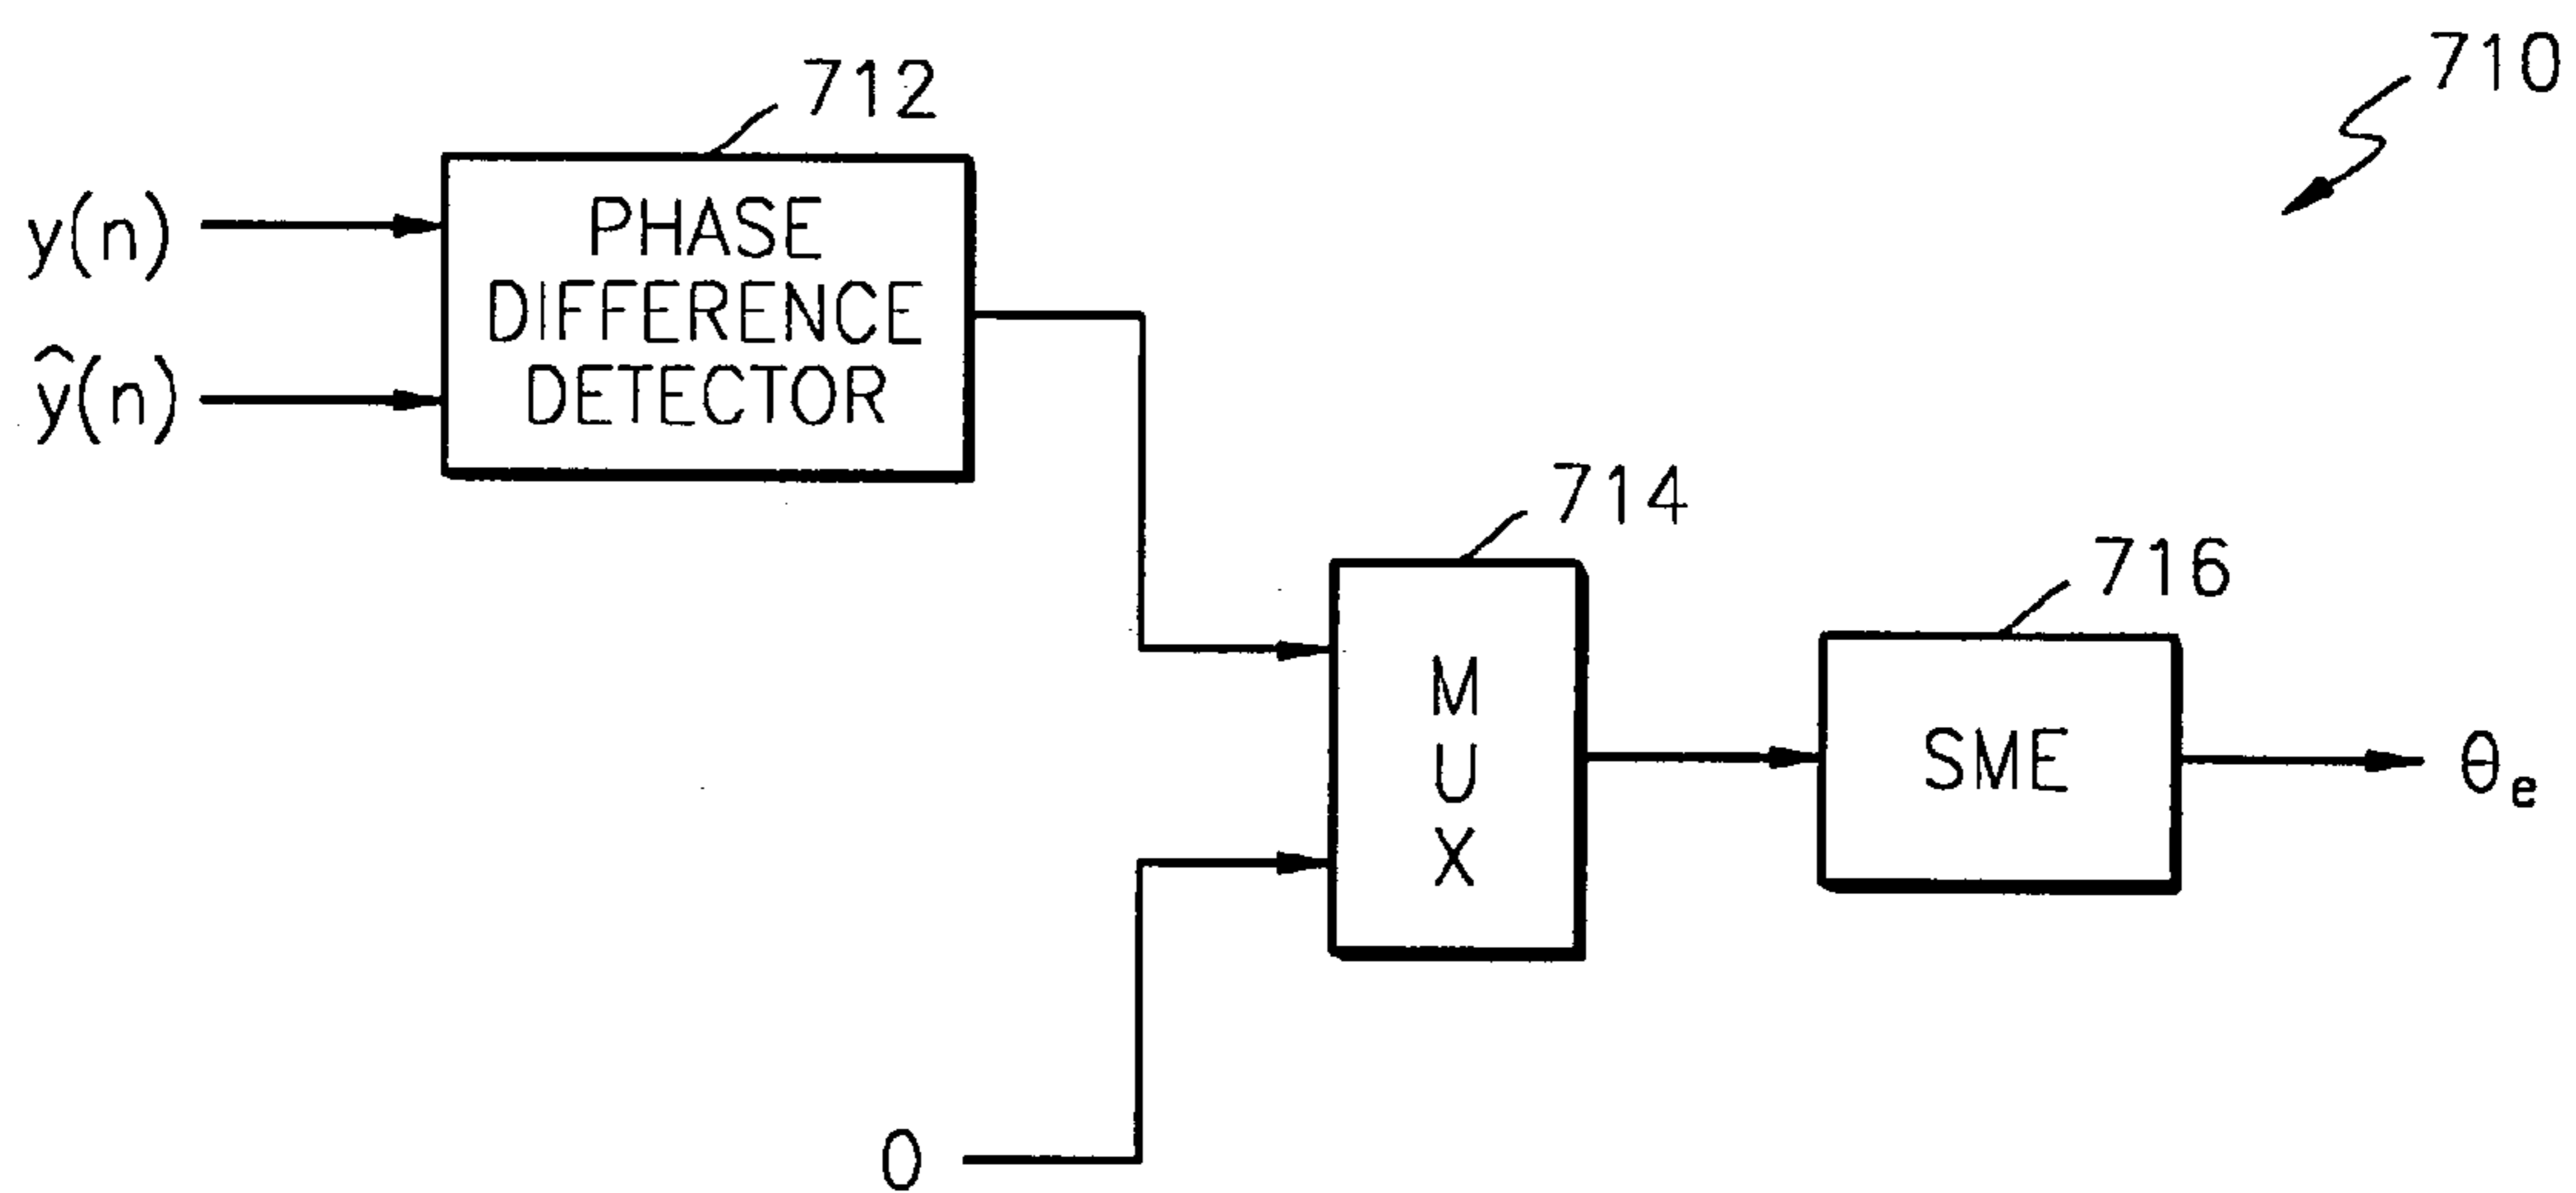 710
712
y(n)
ŷ(n)
PHASE
DIFFERENCE
DETECTOR
714
M
U
X
716
SME
θe
0